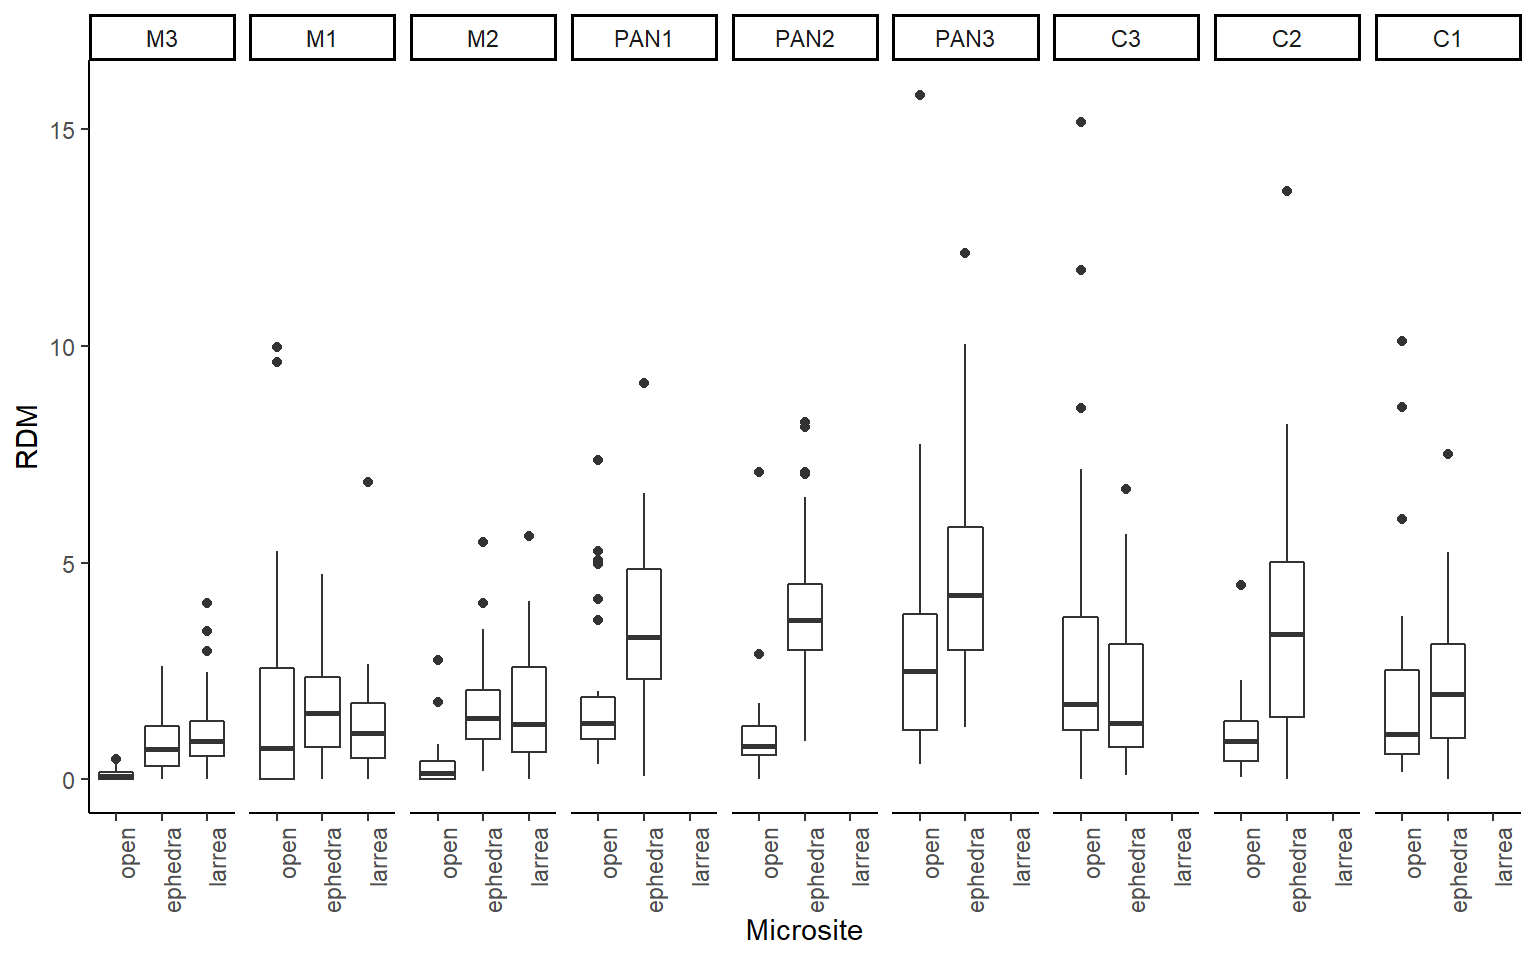 M3 M1 M2 PAN1 PAN2 PAN3 C3 C2 C1
15
10
5
0
RDM
open ephedra larrea open ephedra larrea open ephedra larrea open ephedra larrea open ephedra larrea open ephedra larrea open ephedra larrea open ephedra larrea open ephedra larrea
Microsite